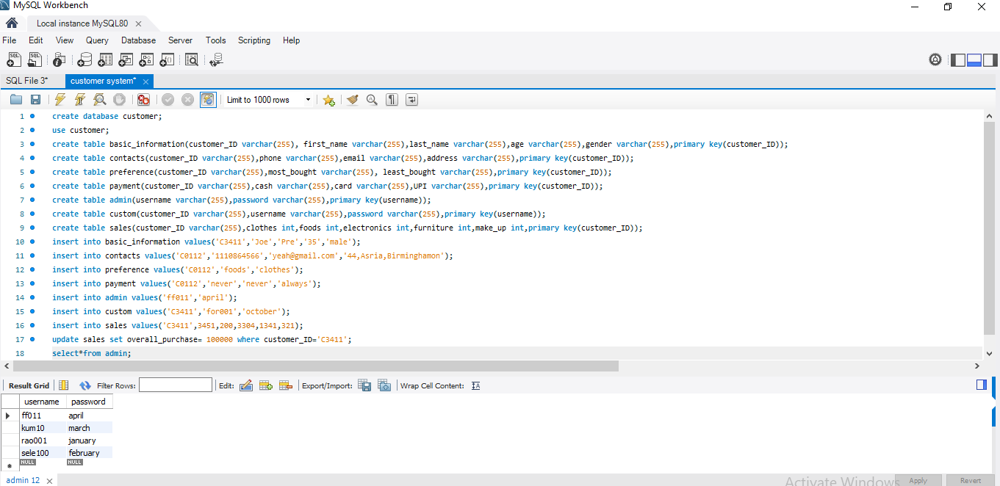 MySQL Workbench
Local instance MySQL80
File Edit View Query Database Server Tools Scripting Help
SQL File 3* customer system*
Limit to 1000 rows
1 create database customer;
2 use customer;
3 create table basic_information(customer_ID varchar(255), first_name varchar(255),last_name varchar(255),age varchar(255),gender varchar(255),primary key(customer_ID));
4 create table contacts(customer_ID varchar(255),phone varchar(255),email varchar(255),address varchar(255),primary key(customer_ID));
5 create table preference(customer_ID varchar(255),most_bought varchar(255), least_bought varchar(255),primary key(customer_ID));
6 create table payment(customer_ID varchar(255),cash varchar(255),card varchar(255),UPI varchar(255),primary key(customer_ID));
7 create table admin(username varchar(255),password varchar(255),primary key(username));
8 create table custom(customer_ID varchar(255),username varchar(255),password varchar(255),primary key(username));
9 create table sales(customer_ID varchar(255),clothes int,foods int,electronics int,furniture int,make_up int,primary key(customer_ID));
10 insert into basic_information values('C3411','Joe','Pre','35','male');
11 insert into contacts values('C0112','1110864566','yeah@gmail.com','44,Asria,Birminghamon');
12 insert into preference values('C0112','foods','clothes');
13 insert into payment values('C0112','never','never','always');
14 insert into admin values('ff011','april');
15 insert into custom values('C3411','for001','october');
16 insert into sales values('C3411',3451,200,3304,1341,321);
17 update sales set overall_purchase= 100000 where customer_ID='C3411';
18 select*from admin;
Result Grid Filter Rows: Edit: Export/Import: Wrap Cell Content:
username password
ff011 april
kum10 march
rao001 january
sele100 february
NULL NULL
admin 12
Activate Windows
Apply Revert